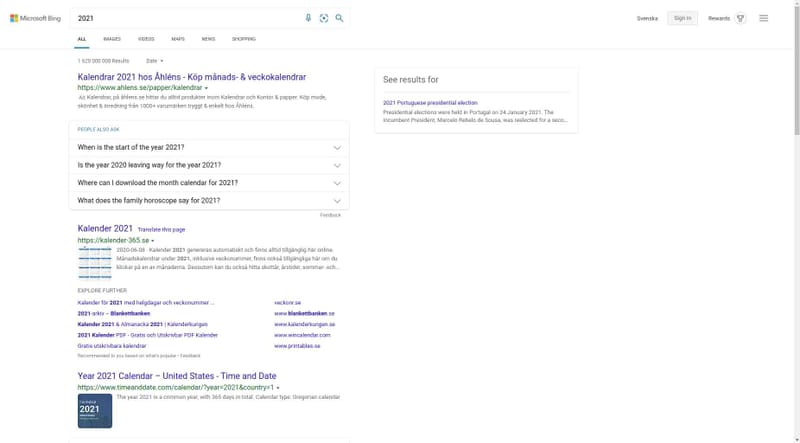 Microsoft Bing
2021
Svenska
Sign in
Rewards
ALL
IMAGES
VIDEOS
MAPS
NEWS
SHOPPING
1 620 000 000 Results
Date
Kalendrar 2021 hos Åhléns - Köp månads- & veckokalendrar
https://www.ahlens.se/papper/kalendrar
Ad Kalendrar, på åhlens.se hittar du alltid produkter inom Kalendrar och Kontor & papper. Köp mode,
skönhet & inredning från 1000+ varumärken tryggt & enkelt hos Åhléns.
PEOPLE ALSO ASK
When is the start of the year 2021?
Is the year 2020 leaving way for the year 2021?
Where can I download the month calendar for 2021?
What does the family horoscope say for 2021?
Feedback
Kalender 2021 Translate this page
https://kalender-365.se
2020-06-08 · Kalender 2021 genereras automatiskt och finns alltid tillgänglig här online.
Månadskalendrar under 2021, inklusive veckonummer, finns också tillgängliga här om du
klickar på en av månaderna. Dessutom kan du också hitta skottår, årstider, sommar- och...
EXPLORE FURTHER
Kalender för 2021 med helgdagar och veckonummer ...
veckonr.se
2021-arkiv – Blankettbanken
www.blankettbanken.se
Kalender 2021 & Almanacka 2021 | Kalenderkungen
www.kalenderkungen.se
2021 Kalender PDF - Gratis och Utskrivbar PDF Kalender
www.wincalendar.com
Gratis utskrivbara kalendrar
www.printables.se
Recommended to you based on what's popular • Feedback
Year 2021 Calendar – United States - Time and Date
https://www.timeanddate.com/calendar/?year=2021&country=1
The year 2021 is a common year, with 365 days in total. Calendar type: Gregorian calendar
2021
See results for
2021 Portuguese presidential election
Presidential elections were held in Portugal on 24 January 2021. The
incumbent President, Marcelo Rebelo de Sousa, was reelected for a seco...